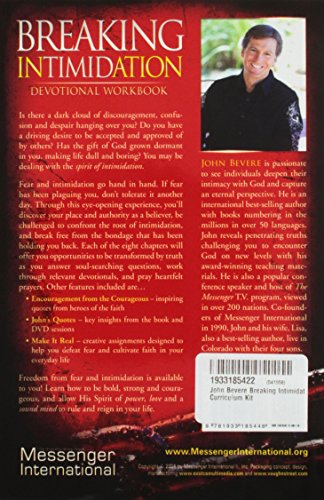 BREAKING
INTIMIDATION
DEVOTIONAL WORKBOOK
Is there a dark cloud of discouragement, confu-
sion and despair hanging over you? Do you have
a driving desire to be accepted and approved of
by others? Has the gift of God grown dormant
in you, making life dull and boring? You may be
dealing with the spirit of intimidation.
Fear and intimidation go hand in hand. If fear
has been plaguing you, don't tolerate it another
day. Through this eye-opening experience, you'll
discover your place and authority as a believer, be
challenged to confront the root of intimidation,
and break free from the bondage that has been
holding you back. Each of the eight chapters will
offer you opportunities to be transformed by truth
as you answer soul-searching questions, work
through relevant devotionals, and pray heartfelt
prayers. Other features included are…
• Encouragement from the Courageous – inspiring
quotes from heroes of the faith
• John's Quotes – key insights from the book and
DVD sessions
• Make It Real – creative assignments designed to
help you defeat fear and cultivate faith in your
everyday life
Freedom from fear and intimidation is available
to you! Learn how to be bold, strong and coura-
geous, and allow His Spirit of power, love and a
sound mind to rule and reign in your life.
JOHN BEVERE is passionate
to see individuals deepen their
intimacy with God and capture
an eternal perspective. He is an
international best-selling author
with books numbering in the
millions in over 50 languages.
John reveals penetrating truths
challenging you to encounter
God on new levels with his
award-winning teaching mate-
rials. He is also a popular con-
ference speaker and host of The
Messenger T.V. program, viewed
in over 200 nations. Co-found-
ers of Messenger International
in 1990, John and his wife, Lisa,
also a best-selling author, live in
Colorado with their four sons.
1933185422
John Bevere Breaking Intimidat
Curriculum Kit
9 781933 185446
Messenger
International
www.MessengerInternational.org